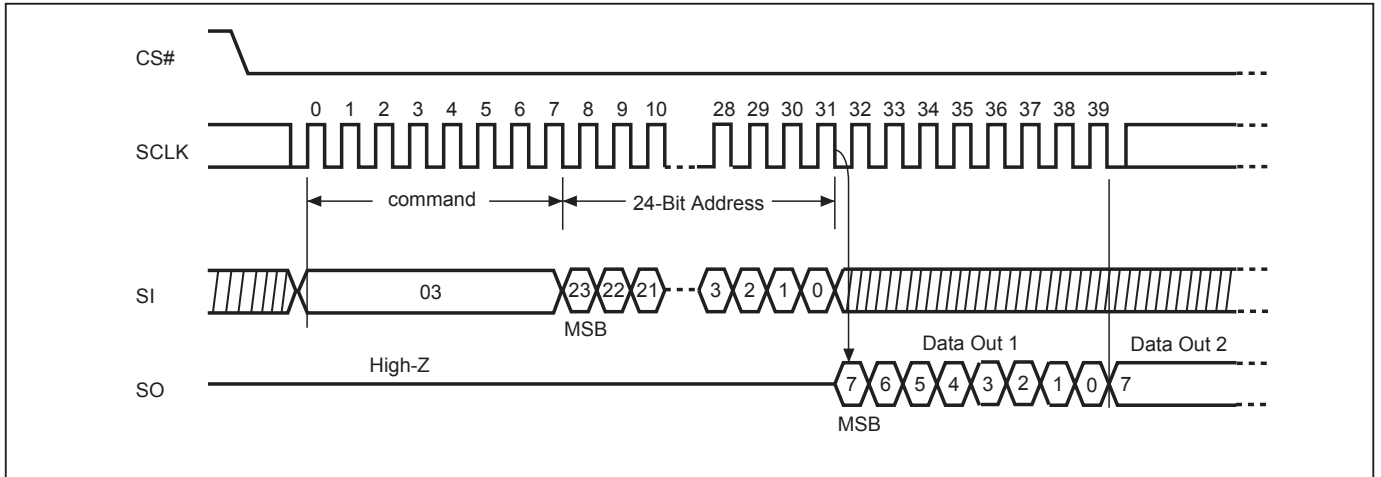 CS#
0 1 2 3 4 5 6 7 8 9 10 28 29 30 31 32 33 34 35 36 37 38 39
SCLK
command 24-Bit Address
SI 03 23 22 21 3 2 1 0
MSB
Data Out 1 Data Out 2
High-Z
SO 7 6 5 4 3 2 1 0 7
MSB